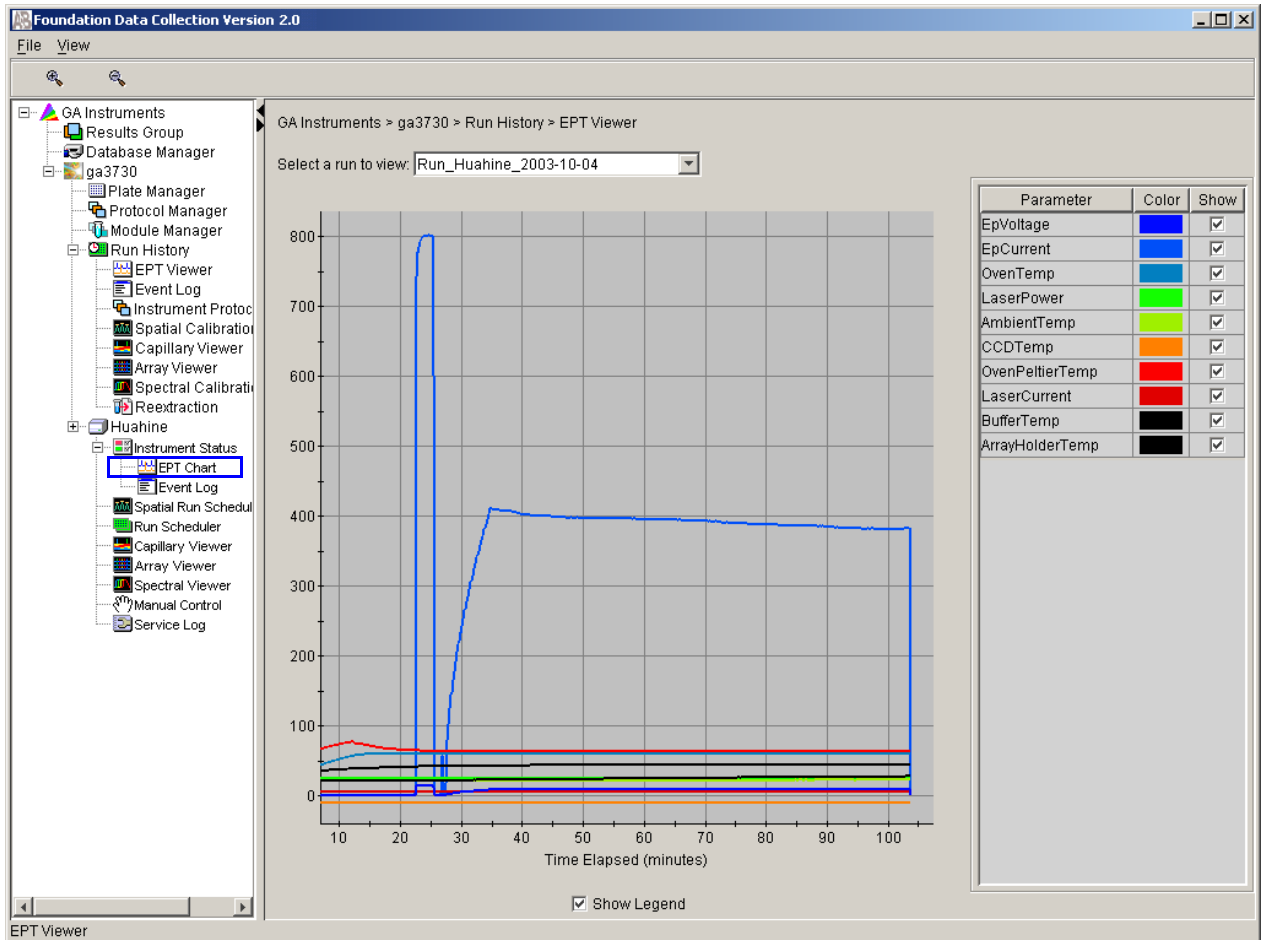 Foundation Data Collection Version 2.0
File View
GA Instruments
Results Group
Database Manager
ga3730
Plate Manager
Protocol Manager
Module Manager
Run History
EPT Viewer
Event Log
Instrument Protoc
Spatial Calibration
Capillary Viewer
Array Viewer
Spectral Calibrati
Reextraction
Huahine
Instrument Status
EPT Chart
Event Log
Spatial Run Schedul
Run Scheduler
Capillary Viewer
Array Viewer
Spectral Viewer
Manual Control
Service Log
GA Instruments > ga3730 > Run History > EPT Viewer
Select a run to view: Run_Huahine_2003-10-04
800
700
600
500
400
300
200
100
0
10 20 30 40 50 60 70 80 90 100
Time Elapsed (minutes)
Show Legend
Parameter Color Show
EpVoltage
EpCurrent
OvenTemp
LaserPower
AmbientTemp
CCDTemp
OvenPeltierTemp
LaserCurrent
BufferTemp
ArrayHolderTemp
EPT Viewer